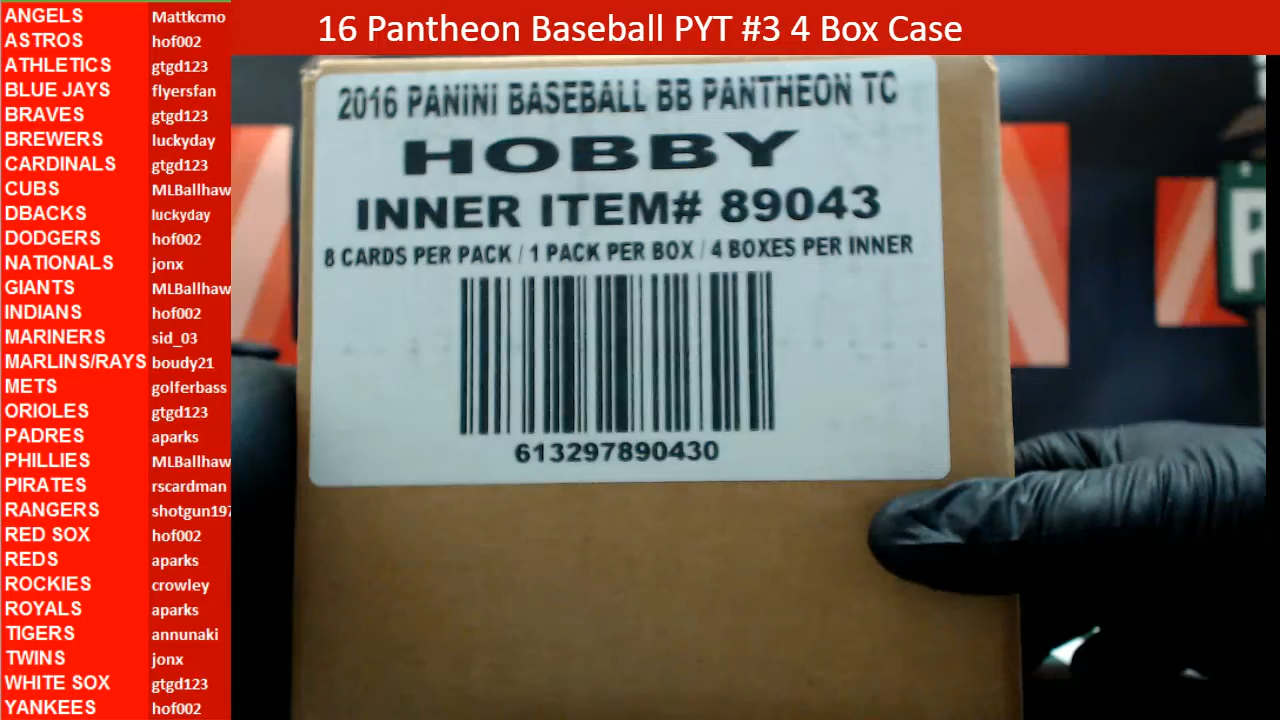 16 Pantheon Baseball PYT #3 4 Box Case
ANGELS Mattkcmo
ASTROS hof002
ATHLETICS gtgd123
BLUE JAYS flyersfan
BRAVES gtgd123
BREWERS luckyday
CARDINALS gtgd123
CUBS MLBallhaw
DBACKS luckyday
DODGERS hof002
NATIONALS jonx
GIANTS MLBallhaw
INDIANS hof002
MARINERS sid_03
MARLINS/RAYS boudy21
METS golferbass
ORIOLES gtgd123
PADRES aparks
PHILLIES MLBallhaw
PIRATES rscardman
RANGERS shotgun197
RED SOX hof002
REDS aparks
ROCKIES crowley
ROYALS aparks
TIGERS annunaki
TWINS jonx
WHITE SOX gtgd123
YANKEES hof002
2016 PANINI BASEBALL BB PANTHEON TC
HOBBY
INNER ITEM# 89043
8 CARDS PER PACK / 1 PACK PER BOX / 4 BOXES PER INNER
613297890430